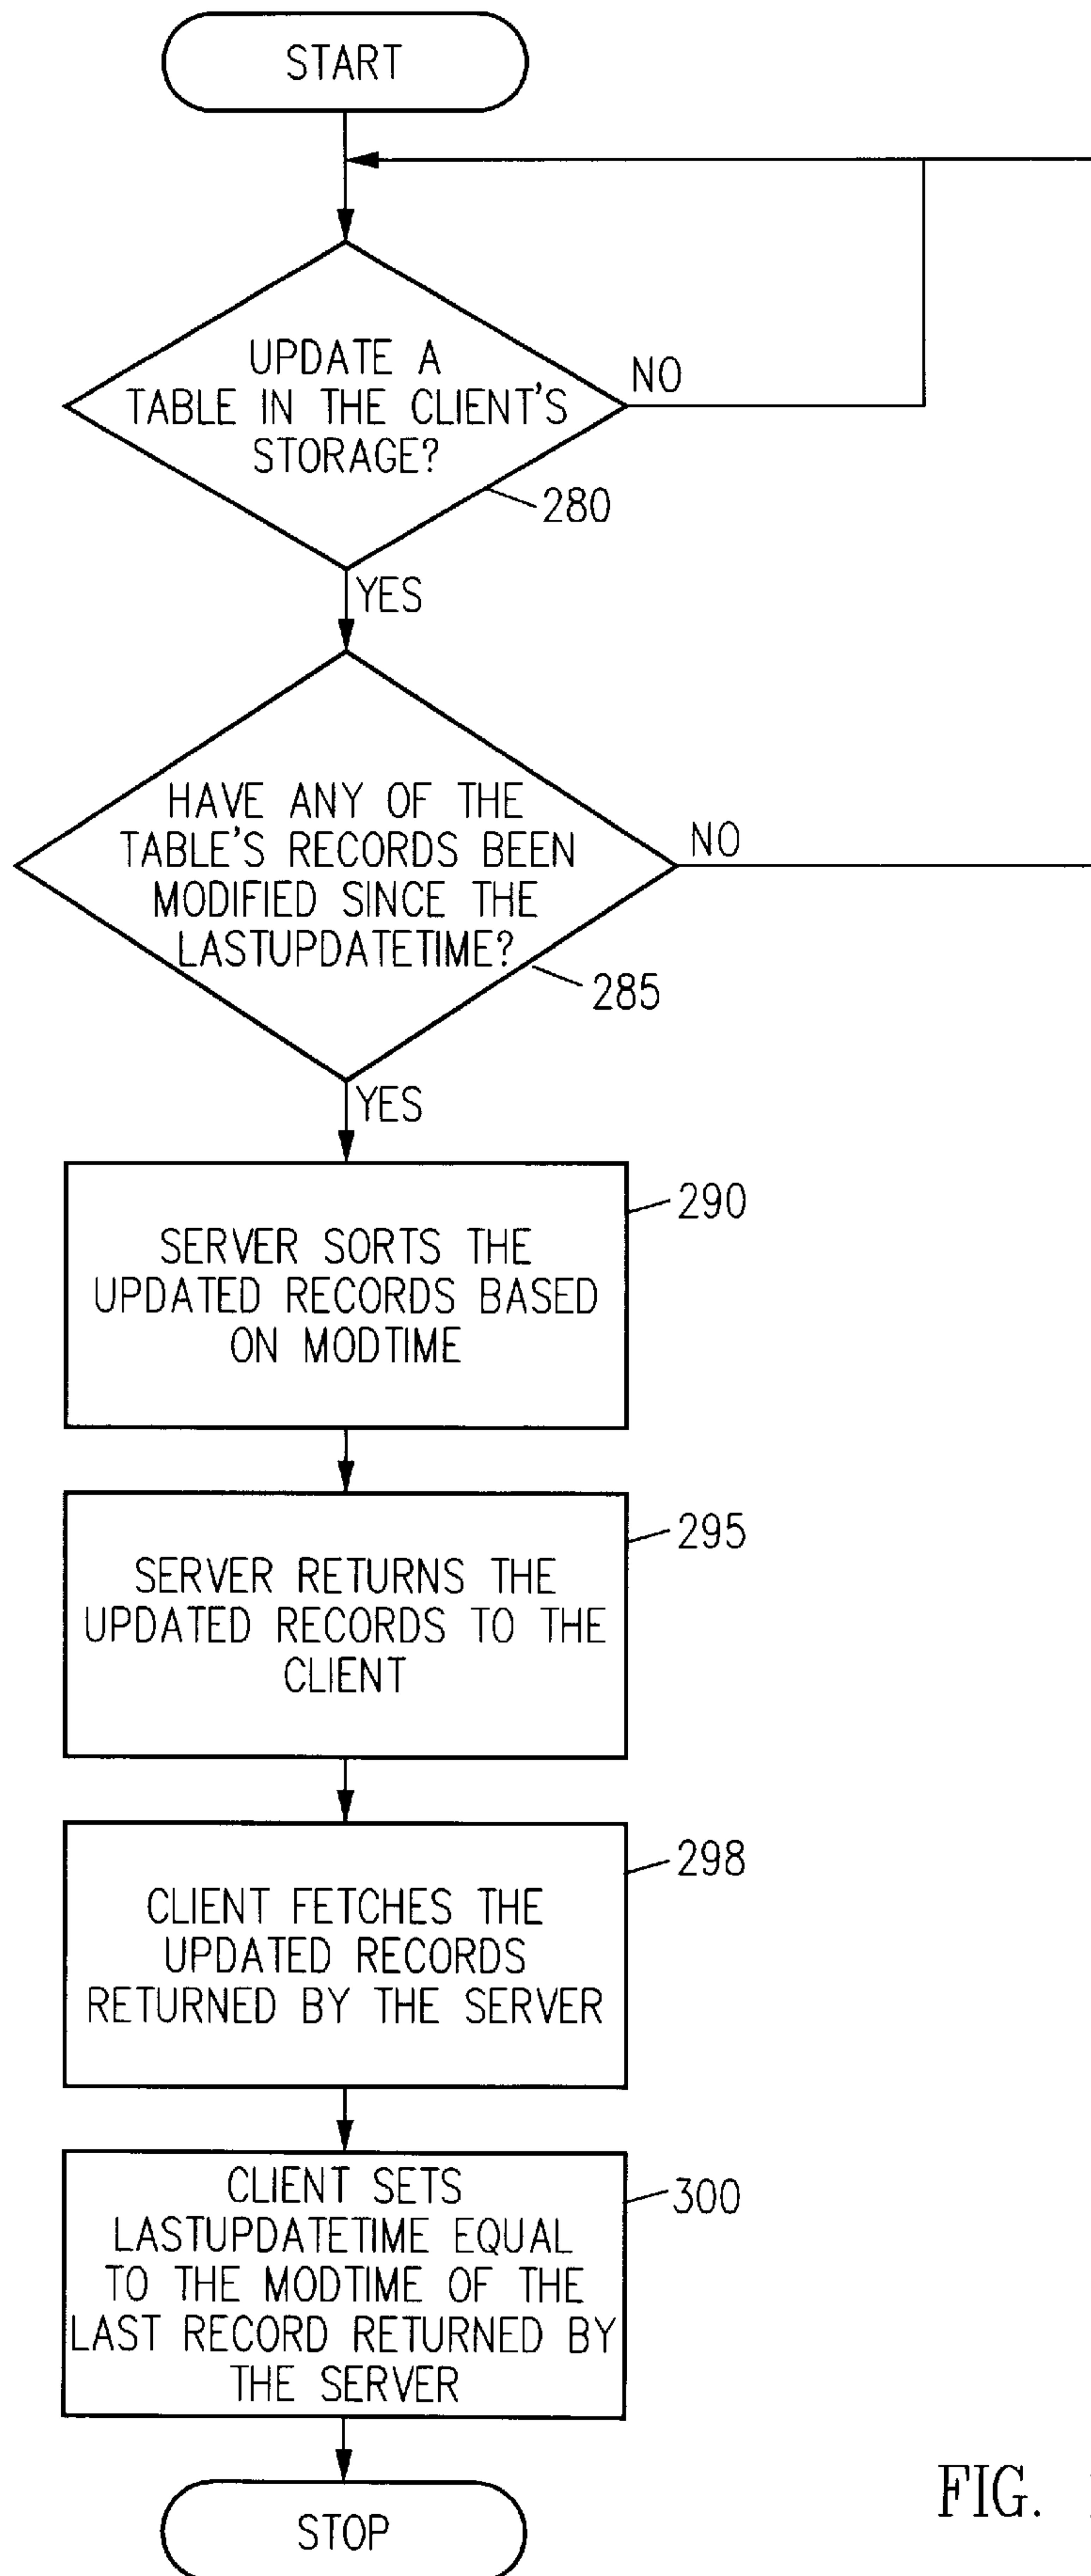 START
UPDATE A
TABLE IN THE CLIENT'S
STORAGE?
NO
280
YES
HAVE ANY OF THE
TABLE'S RECORDS BEEN
MODIFIED SINCE THE
LASTUPDATETIME?
NO
285
YES
290
SERVER SORTS THE
UPDATED RECORDS BASED
ON MODTIME
295
SERVER RETURNS THE
UPDATED RECORDS TO THE
CLIENT
298
CLIENT FETCHES THE
UPDATED RECORDS
RETURNED BY THE SERVER
300
CLIENT SETS
LASTUPDATETIME EQUAL
TO THE MODTIME OF THE
LAST RECORD RETURNED BY
THE SERVER
STOP
FIG.